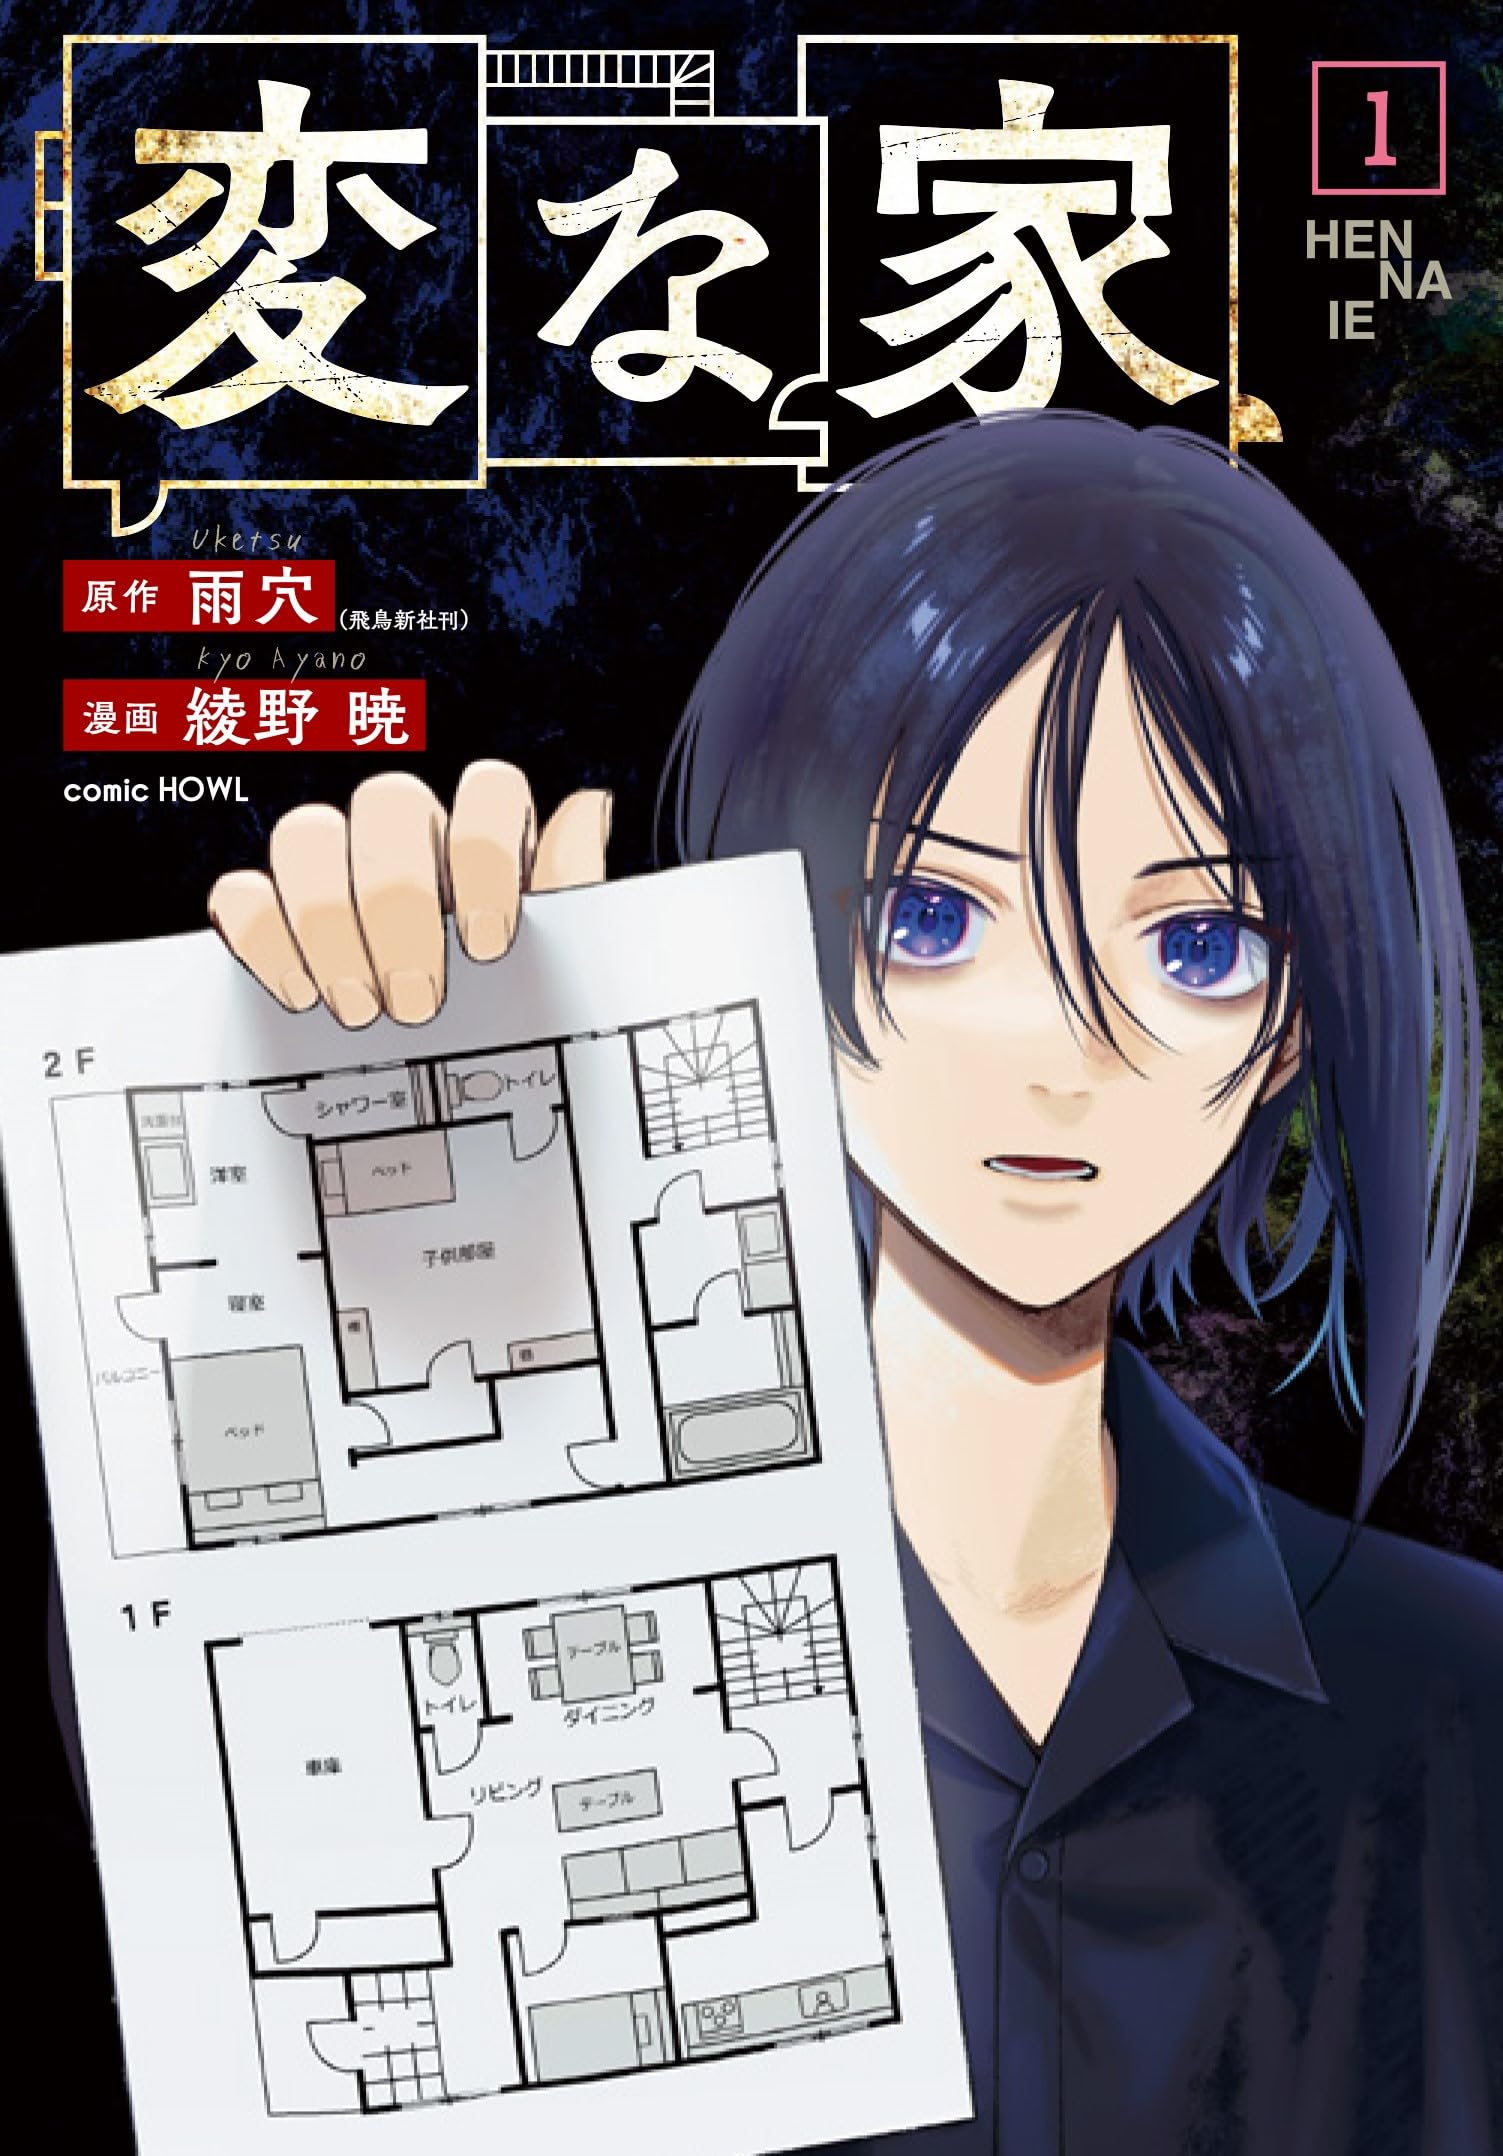 変な家
1
HEN
NA
IE
Uketsu
原作 雨穴
(飛鳥新社刊)
Kyo Ayano
漫画 綾野 暁
comic HOWL
2F
シャワー室
トイレ
洗面台
洋室
ベッド
子供部屋
寝室
棚
バルコニー
ベッド
1F
テーブル
トイレ
ダイニング
車庫
リビング
テーブル